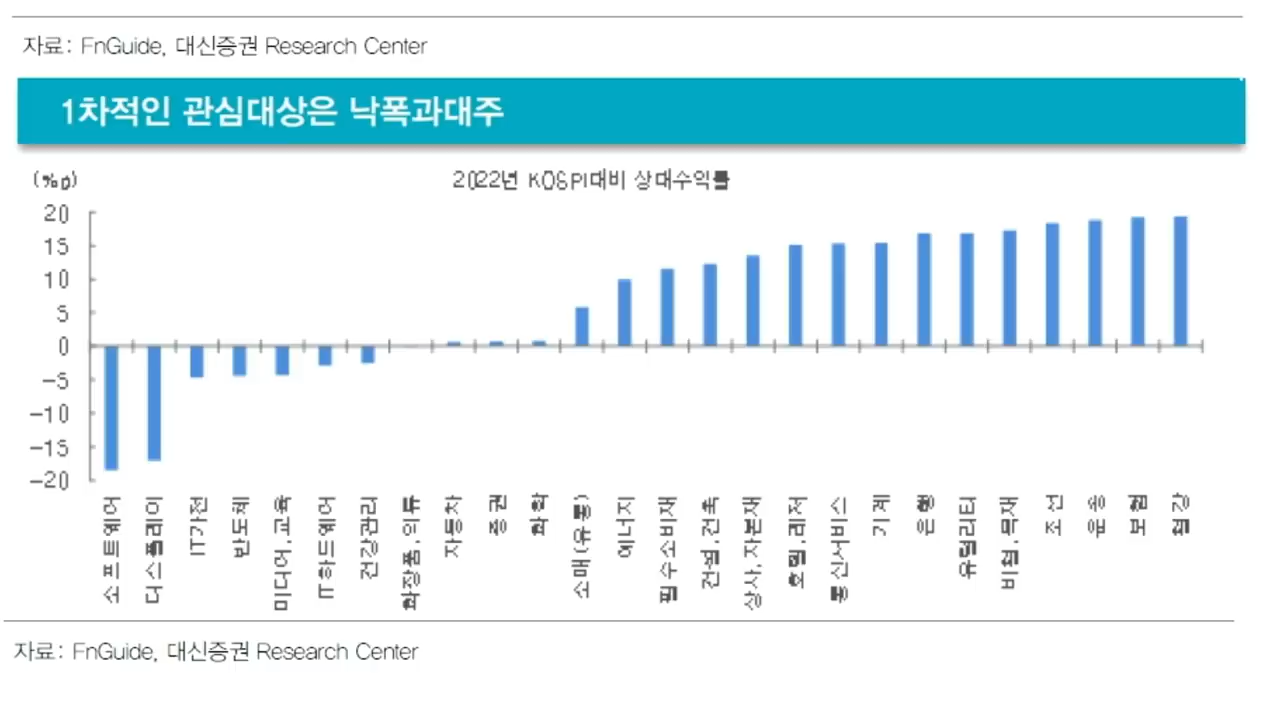 자료: FnGuide, 대신증권 Research Center
1차적인 관심대상은 낙폭과대주
(%p)
2022년 KOSPI대비 상대수익률
20
15
10
5
0
-5
-10
-15
-20
소프트웨어
디스플레이
IT가전
반도체
미디어,교육
IT하드웨어
건강관리
화장품,의류
자동차
증권
화학
소매(유통)
에너지
필수소비재
건설,건축
상사,자본재
호텔,레저
통신서비스
기계
은행
유틸리티
비철,목재
조선
운송
보험
철강
자료: FnGuide, 대신증권 Research Center